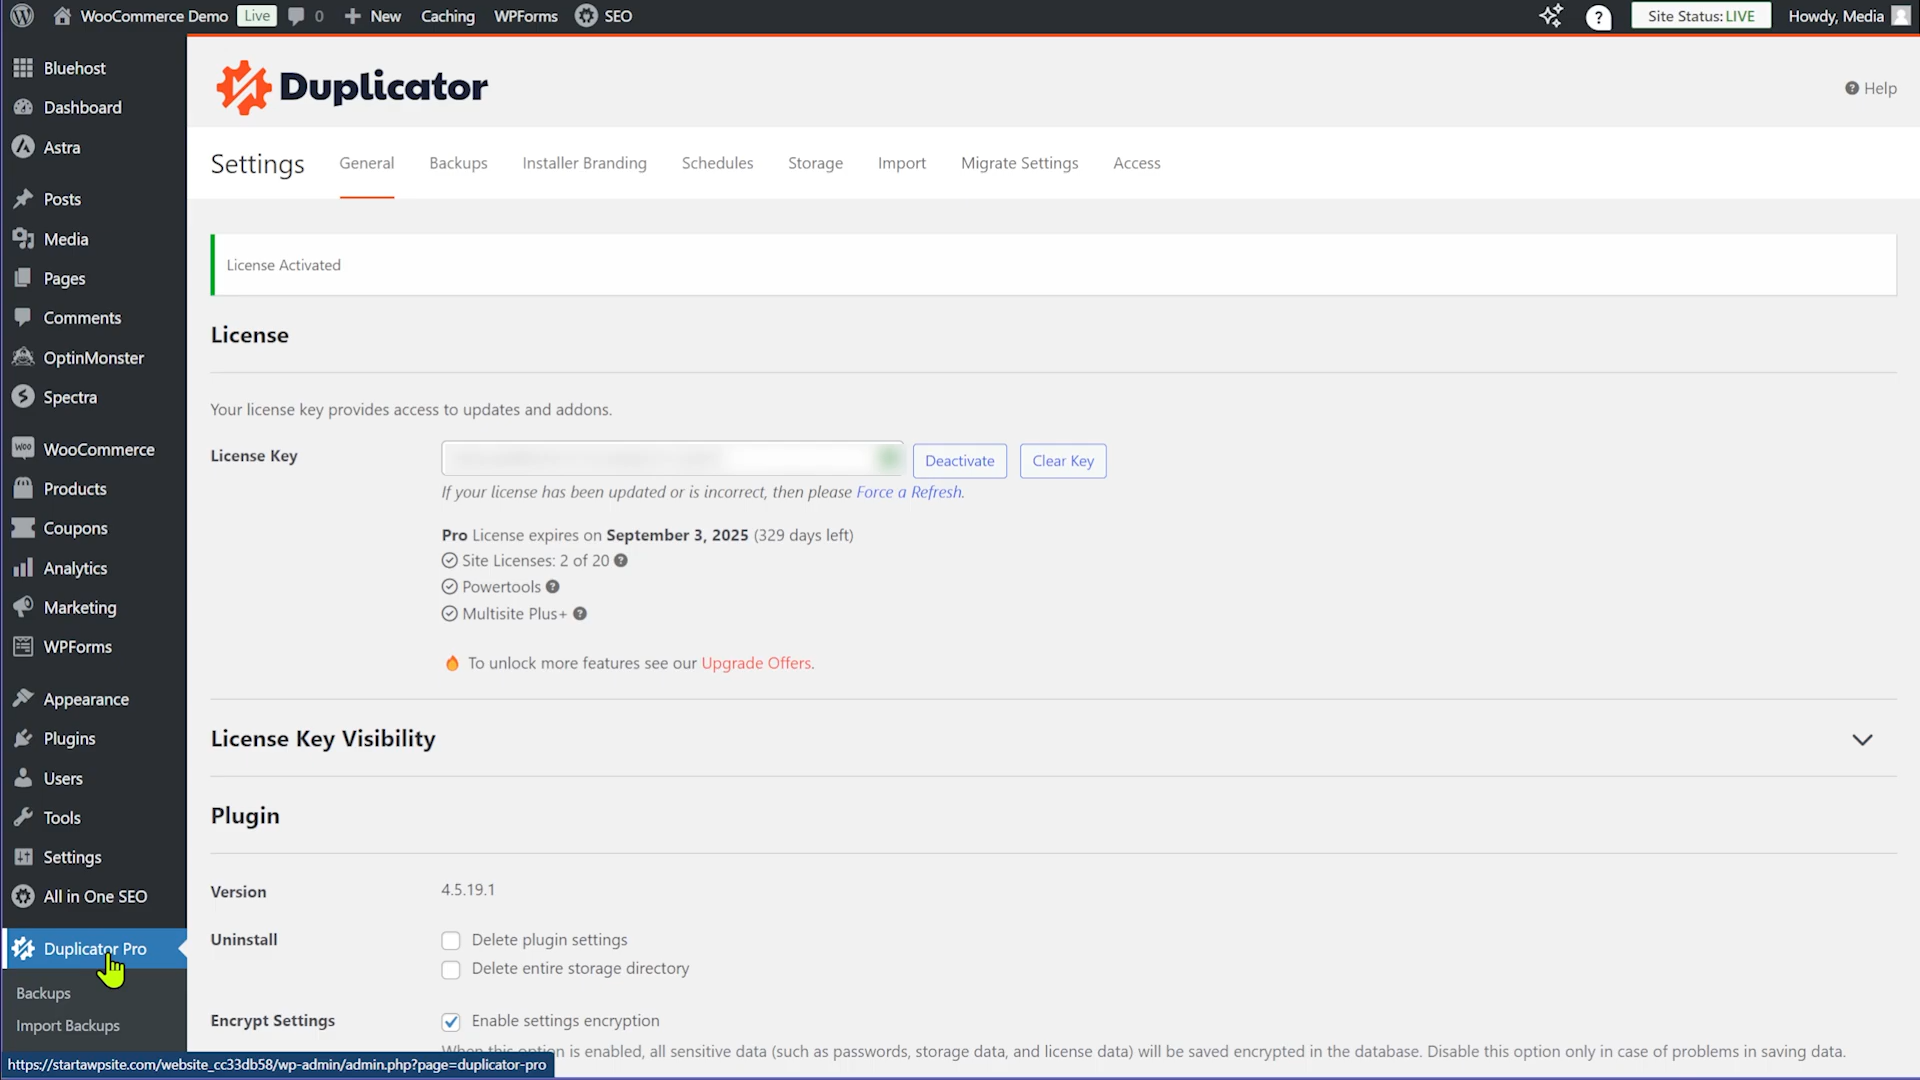 WooCommerce Demo Live 0 New Caching WPForms SEO Site Status: LIVE Howdy, Media
Bluehost
Dashboard
Astra
Posts
Media
Pages
Comments
OptinMonster
Spectra
WooCommerce
Products
Coupons
Analytics
Marketing
WPForms
Appearance
Plugins
Users
Tools
Settings
All in One SEO
Duplicator Pro
Backups
Import Backups
Duplicator
Help
Settings General Backups Installer Branding Schedules Storage Import Migrate Settings Access
License Activated
License
Your license key provides access to updates and addons.
License Key Deactivate Clear Key
If your license has been updated or is incorrect, then please Force a Refresh.
Pro License expires on September 3, 2025 (329 days left)
Site Licenses: 2 of 20
Powertools
Multisite Plus+
To unlock more features see our Upgrade Offers.
License Key Visibility
Plugin
Version 4.5.19.1
Uninstall Delete plugin settings
Delete entire storage directory
Encrypt Settings Enable settings encryption
When this option is enabled, all sensitive data (such as passwords, storage data, and license data) will be saved encrypted in the database. Disable this option only in case of problems in saving data.
https://startawpsite.com/website_cc33db58/wp-admin/admin.php?page=duplicator-pro